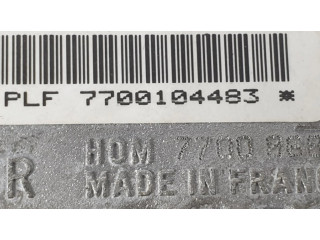 PLF 7700104483 *
HOM 7700
R MADE IN FRANC